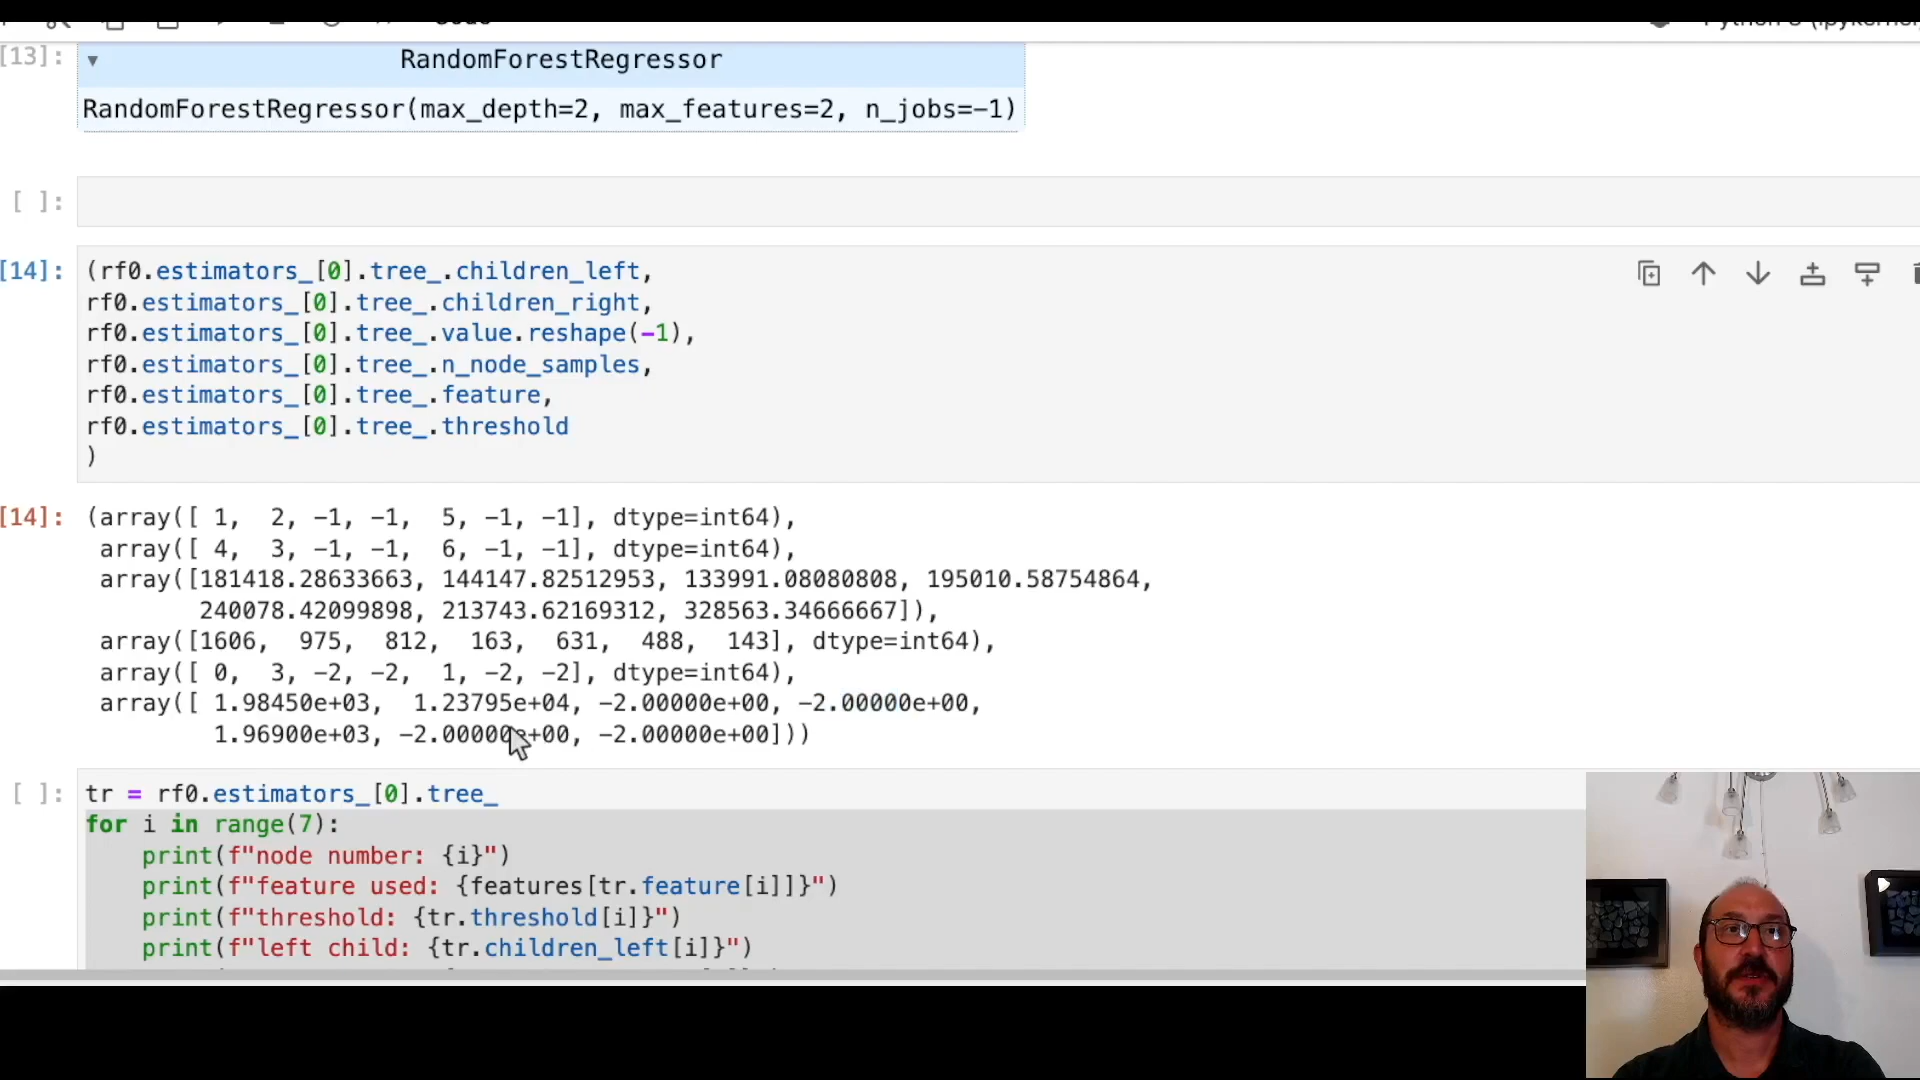 [13]:
▼ RandomForestRegressor
RandomForestRegressor(max_depth=2, max_features=2, n_jobs=-1)
[ ]:
[14]: (rf0.estimators_[0].tree_.children_left,
rf0.estimators_[0].tree_.children_right,
rf0.estimators_[0].tree_.value.reshape(-1),
rf0.estimators_[0].tree_.n_node_samples,
rf0.estimators_[0].tree_.feature,
rf0.estimators_[0].tree_.threshold
)
[14]: (array([ 1,  2, -1, -1,  5, -1, -1], dtype=int64),
array([ 4,  3, -1, -1,  6, -1, -1], dtype=int64),
array([181418.28633663, 144147.82512953, 133991.08080808, 195010.58754864,
240078.42099898, 213743.62169312, 328563.34666667]),
array([1606,  975,  812,  163,  631,  488,  143], dtype=int64),
array([ 0,  3, -2, -2,  1, -2, -2], dtype=int64),
array([ 1.98450e+03,  1.23795e+04, -2.00000e+00, -2.00000e+00,
1.96900e+03, -2.00000e+00, -2.00000e+00]))
[ ]: tr = rf0.estimators_[0].tree_
for i in range(7):
print(f"node number: {i}")
print(f"feature used: {features[tr.feature[i]]}")
print(f"threshold: {tr.threshold[i]}")
print(f"left child: {tr.children_left[i]}")